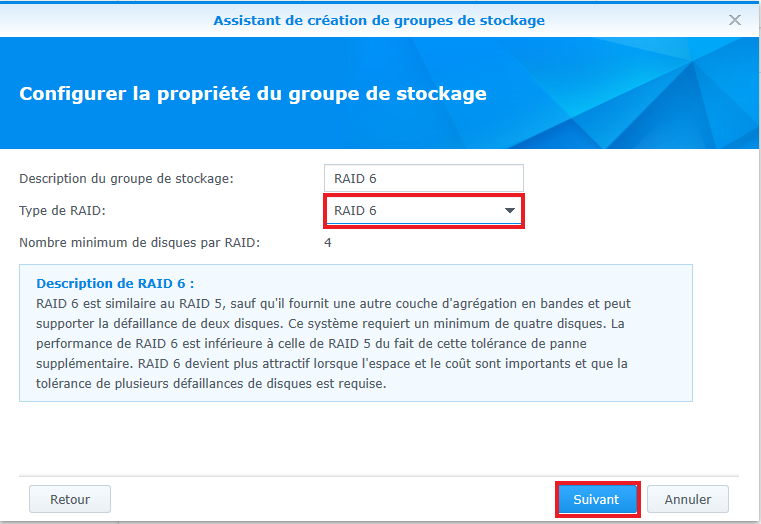 Assistant de création de groupes de stockage
Configurer la propriété du groupe de stockage
Description du groupe de stockage: RAID 6
Type de RAID: RAID 6
Nombre minimum de disques par RAID: 4
Description de RAID 6 :
RAID 6 est similaire au RAID 5, sauf qu'il fournit une autre couche d'agrégation en bandes et peut
supporter la défaillance de deux disques. Ce système requiert un minimum de quatre disques. La
performance de RAID 6 est inférieure à celle de RAID 5 du fait de cette tolérance de panne
supplémentaire. RAID 6 devient plus attractif lorsque l'espace et le coût sont importants et que la
tolérance de plusieurs défaillances de disques est requise.
Retour Suivant Annuler